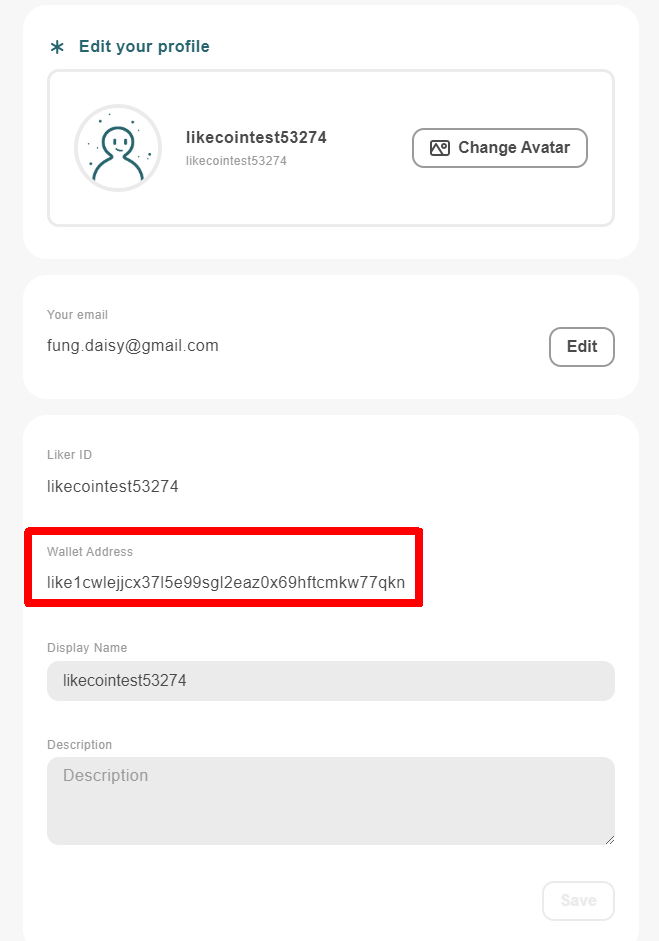 Edit your profile
likecointest53274
likecointest53274
Change Avatar
Your email
fung.daisy@gmail.com
Edit
Liker ID
likecointest53274
Wallet Address
like1cwlejjcx37l5e99sgl2eaz0x69hftcmkw77qkn
Display Name
likecointest53274
Description
Description
Save